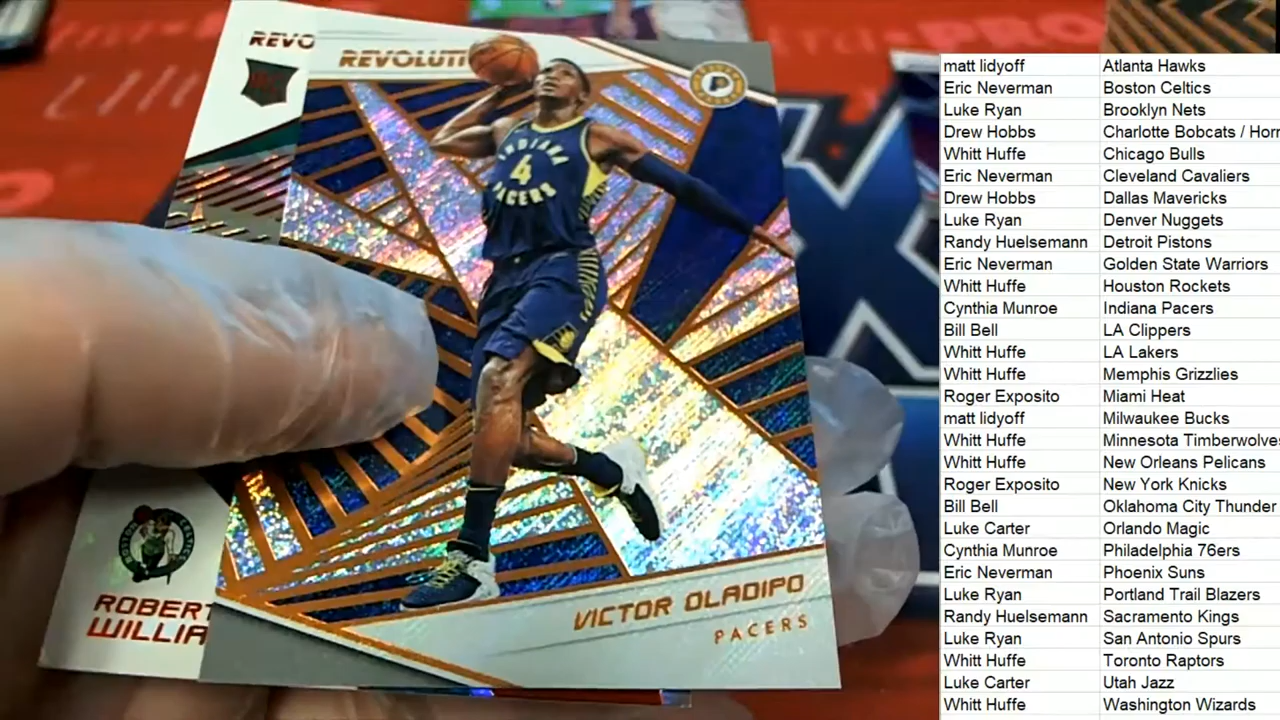 REVO
REVOLUTI
INDIANA
4
PACERS
ROBERT
WILLIA
VICTOR OLADIPO
PACERS
matt lidyoff Atlanta Hawks
Eric Neverman Boston Celtics
Luke Ryan Brooklyn Nets
Drew Hobbs Charlotte Bobcats / Horr
Whitt Huffe Chicago Bulls
Eric Neverman Cleveland Cavaliers
Drew Hobbs Dallas Mavericks
Luke Ryan Denver Nuggets
Randy Huelsemann Detroit Pistons
Eric Neverman Golden State Warriors
Whitt Huffe Houston Rockets
Cynthia Munroe Indiana Pacers
Bill Bell LA Clippers
Whitt Huffe LA Lakers
Whitt Huffe Memphis Grizzlies
Roger Exposito Miami Heat
matt lidyoff Milwaukee Bucks
Whitt Huffe Minnesota Timberwolves
Whitt Huffe New Orleans Pelicans
Roger Exposito New York Knicks
Bill Bell Oklahoma City Thunder
Luke Carter Orlando Magic
Cynthia Munroe Philadelphia 76ers
Eric Neverman Phoenix Suns
Luke Ryan Portland Trail Blazers
Randy Huelsemann Sacramento Kings
Luke Ryan San Antonio Spurs
Whitt Huffe Toronto Raptors
Luke Carter Utah Jazz
Whitt Huffe Washington Wizards